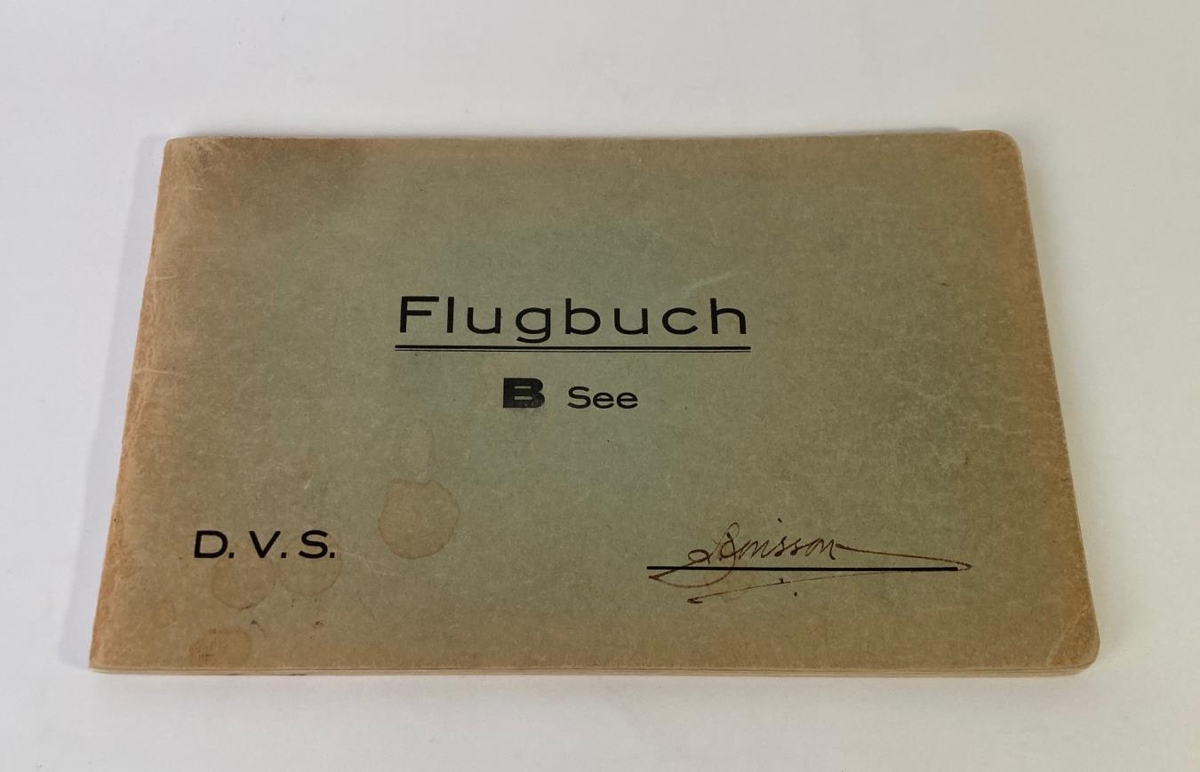 Flugbuch
B See
D. V. S.